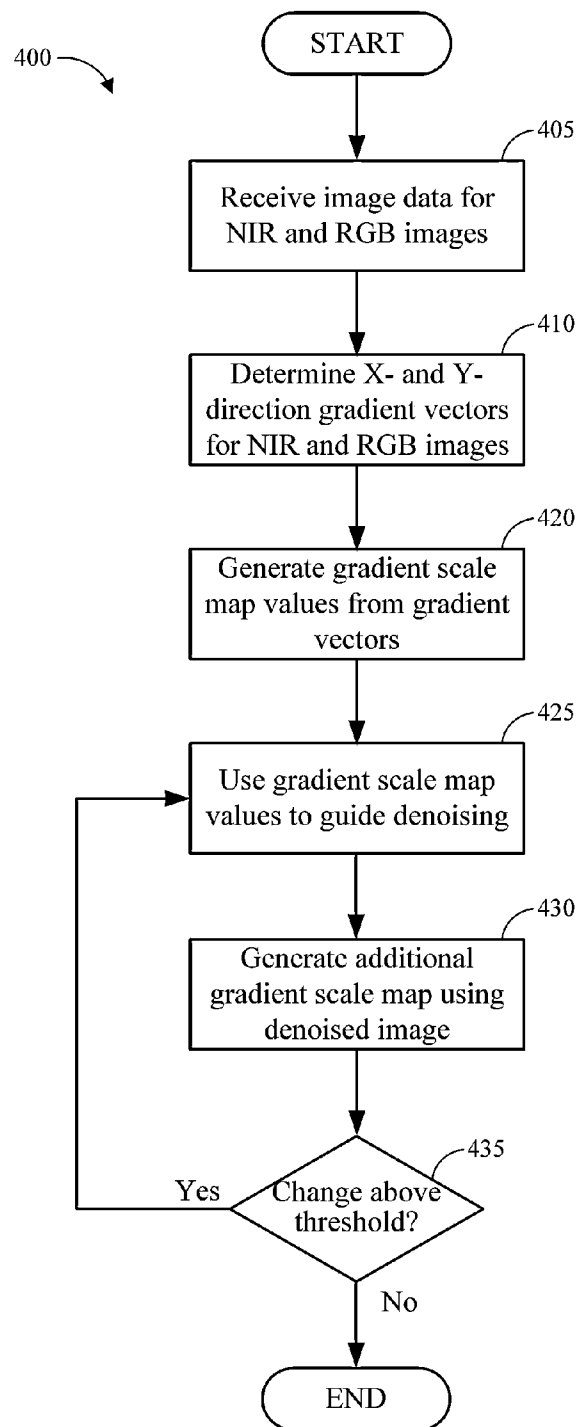 START
400
405
Receive image data for
NIR and RGB images
410
Determine X- and Y-
direction gradient vectors
for NIR and RGB images
420
Generate gradient scale
map values from gradient
vectors
425
Use gradient scale map
values to guide denoising
430
Generate additional
gradient scale map using
denoised image
435
Yes
Change above
threshold?
No
END